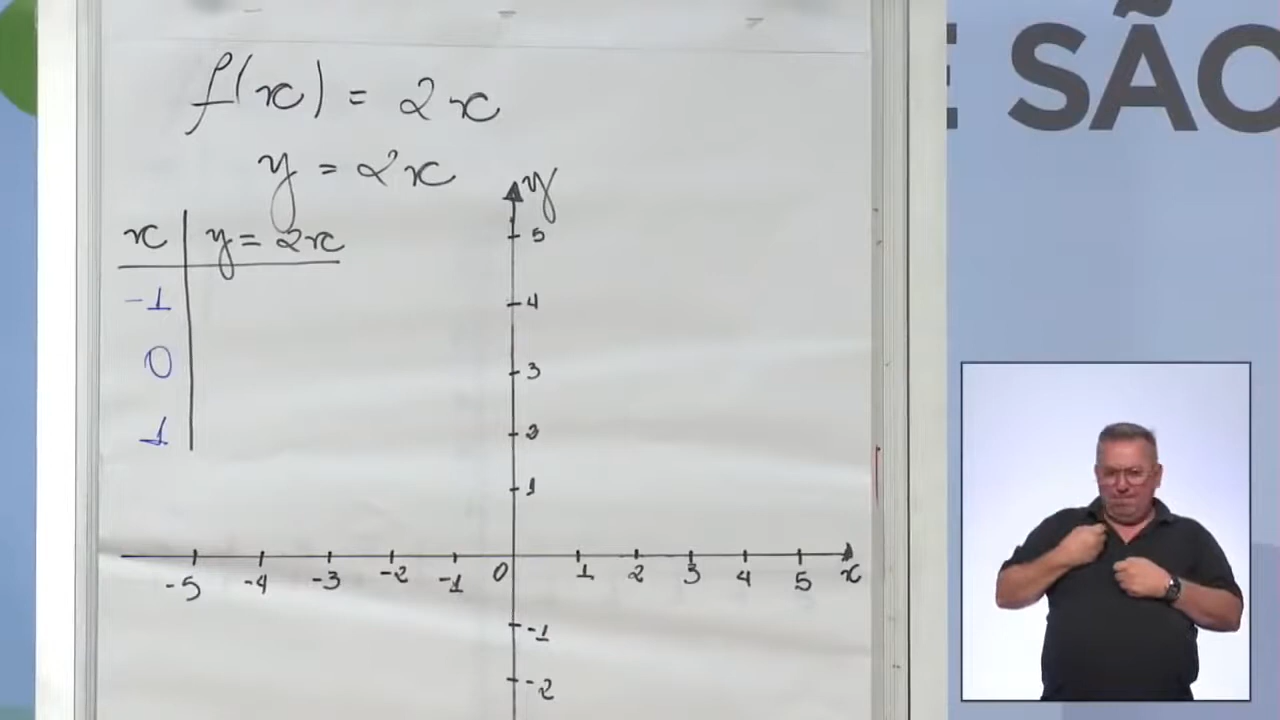 E SÃO
f(x) = 2x
y = 2x
x y = 2x
-1
0
1
y
5
4
3
2
1
-5 -4 -3 -2 -1 0 1 2 3 4 5 x
-1
-2